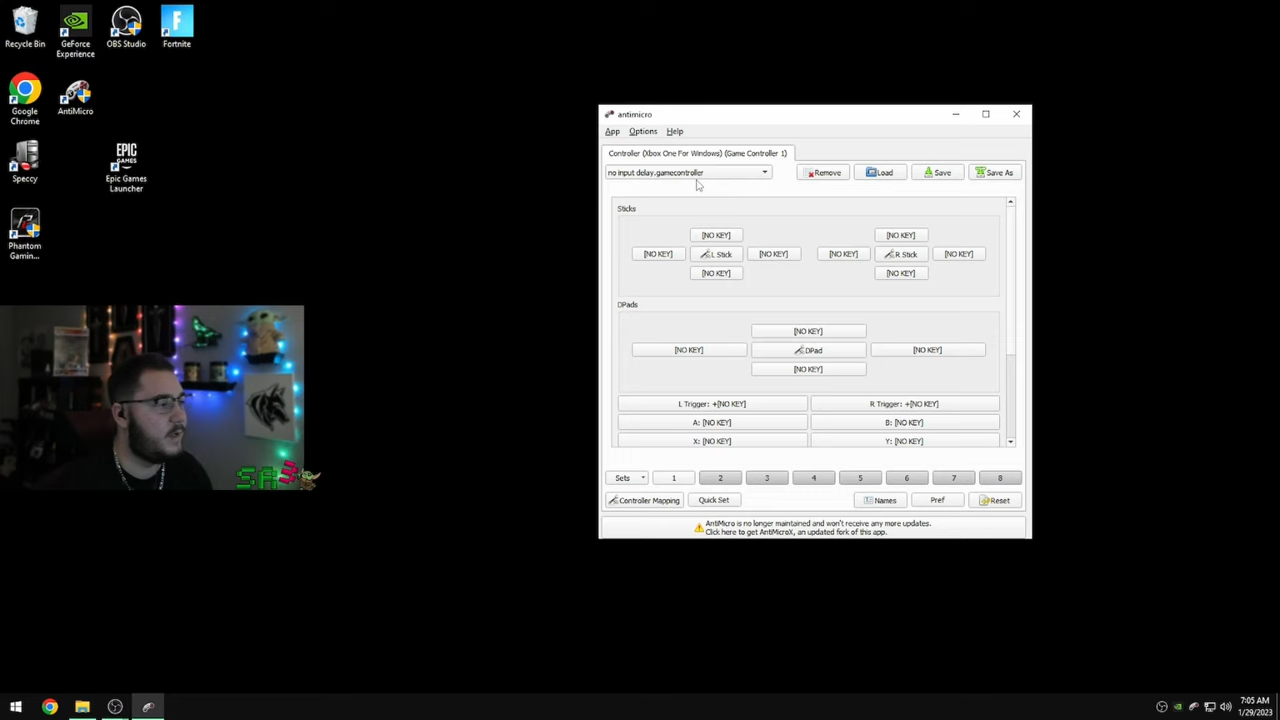 Recycle Bin
GeForce
Experience
OBS Studio
Fortnite
Google
Chrome
AntiMicro
Speccy
EPIC
GAMES
Epic Games
Launcher
Phantom
Gamin...
SA3
antimicro
App Options Help
Controller (Xbox One For Windows) (Game Controller 1)
no input delay.gamecontroller
Remove Load Save Save As
Sticks
[NO KEY] [NO KEY]
[NO KEY] L Stick [NO KEY] [NO KEY] R Stick [NO KEY]
[NO KEY] [NO KEY]
DPads
[NO KEY]
[NO KEY] DPad [NO KEY]
[NO KEY]
L Trigger: +[NO KEY] R Trigger: +[NO KEY]
A: [NO KEY] B: [NO KEY]
X: [NO KEY] Y: [NO KEY]
Sets 1 2 3 4 5 6 7 8
Controller Mapping Quick Set Names Pref Reset
AntiMicro is no longer maintained and won't receive any more updates.
Click here to get AntiMicroX, an updated fork of this app.
7:05 AM
1/29/2023